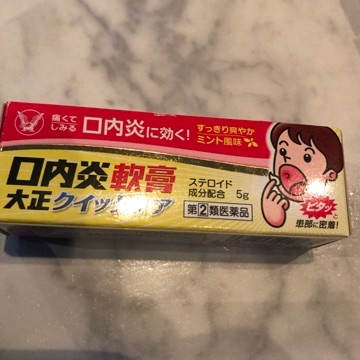 痛くて
しみる
口内炎に効く!
すっきり爽やか
ミント風味
口内炎軟膏
大正クイックケア
ステロイド
成分配合 5g
指定第②類医薬品
ピタッと
患部に密着!